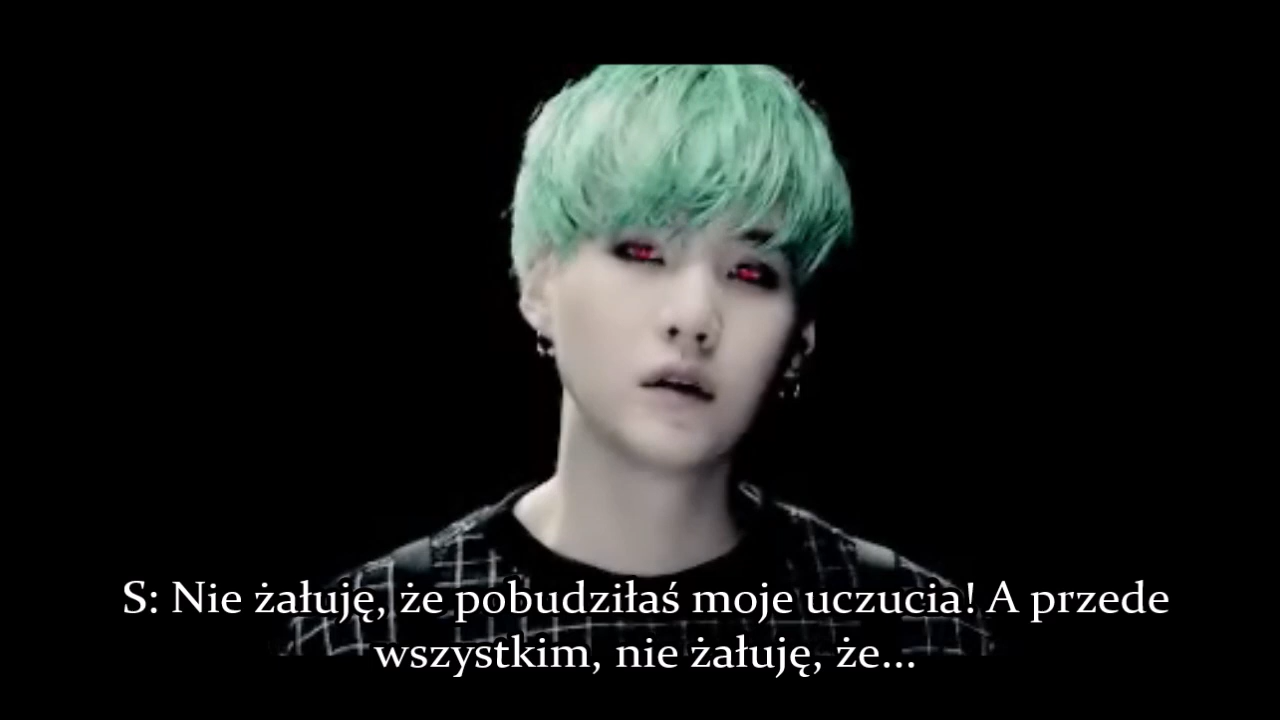 S: Nie żałuję, że pobudziłaś moje uczucia! A przede
wszystkim, nie żałuję, że...